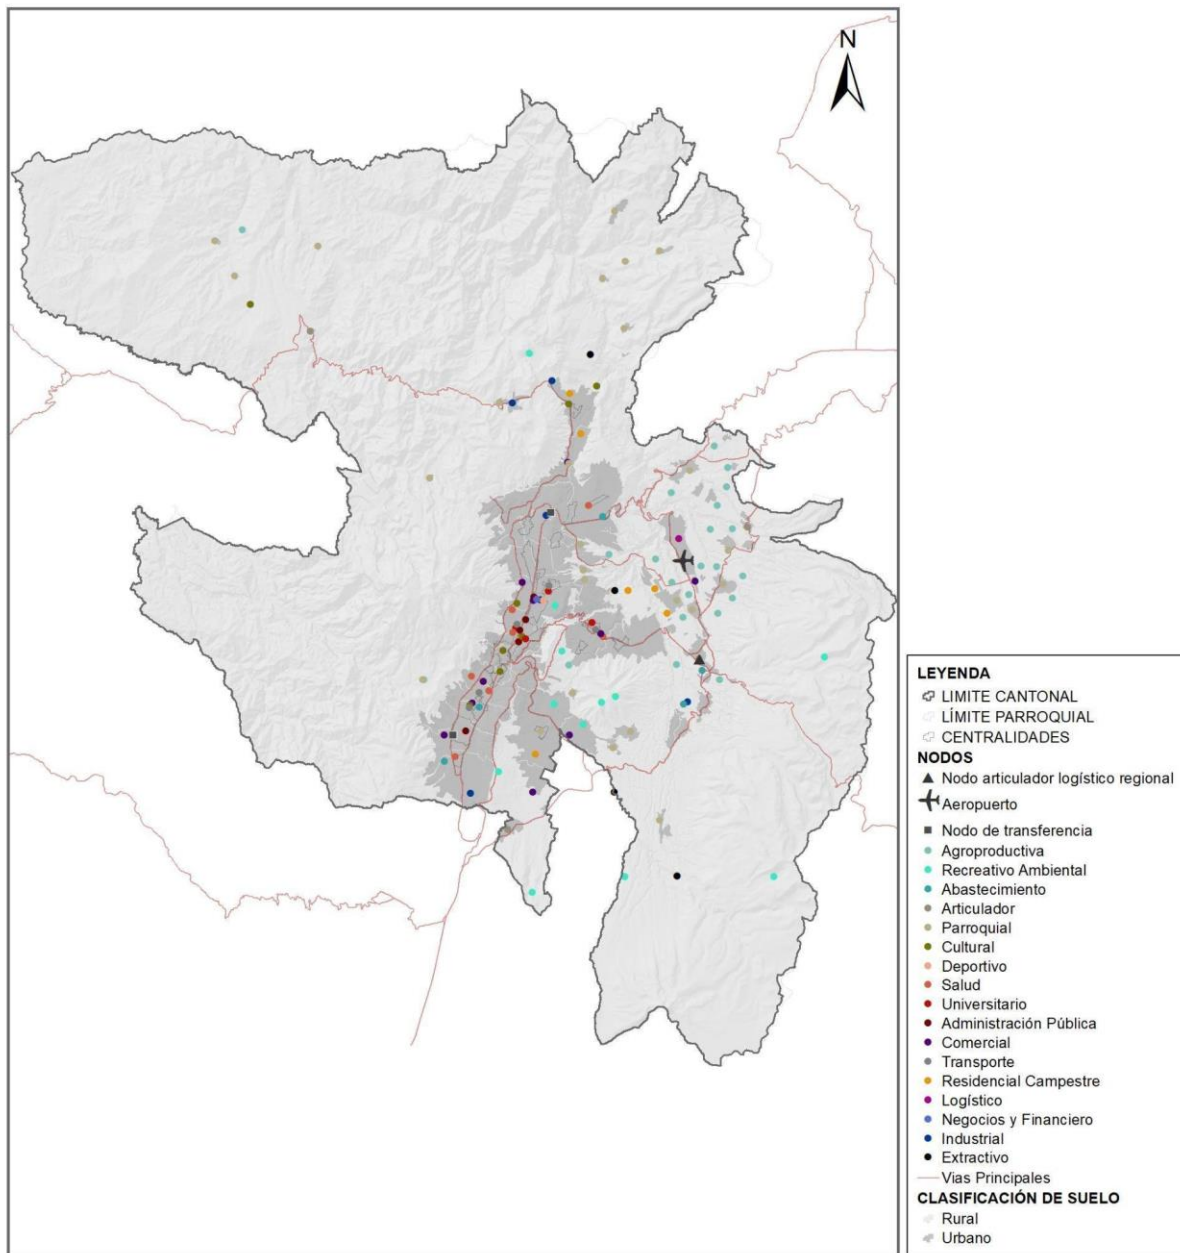 N
LEYENDA
LIMITE CANTONAL
LÍMITE PARROQUIAL
CENTRALIDADES
NODOS
Nodo articulador logístico regional
Aeropuerto
Nodo de transferencia
Agroproductiva
Recreativo Ambiental
Abastecimiento
Articulador
Parroquial
Cultural
Deportivo
Salud
Universitario
Administración Pública
Comercial
Transporte
Residencial Campestre
Logístico
Negocios y Financiero
Industrial
Extractivo
Vias Principales
CLASIFICACIÓN DE SUELO
Rural
Urbano